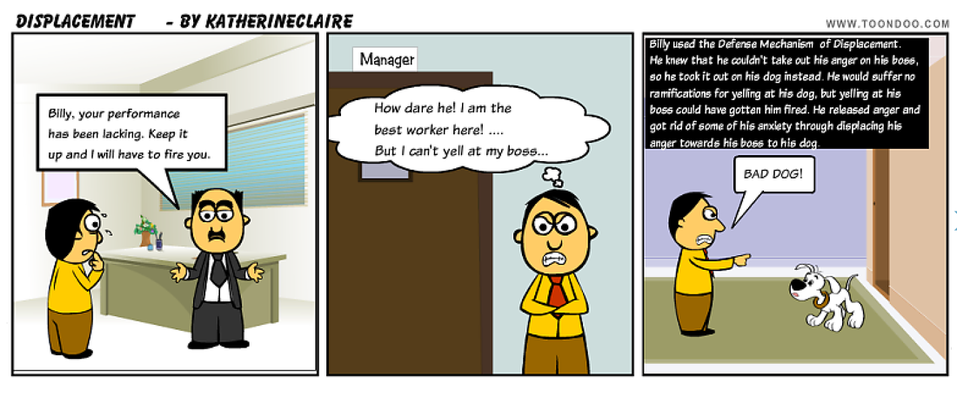 DISPLACEMENT - BY KATHERINECLAIRE
WWW.TOONDOO.COM
Billy, your performance
has been lacking. Keep it
up and I will have to fire you.
Manager
How dare he! I am the
best worker here! ....
But I can't yell at my boss...
Billy used the Defense Mechanism of Displacement.
He knew that he couldn't take out his anger on his boss,
so he took it out on his dog instead. He would suffer no
ramifications for yelling at his dog, but yelling at his
boss could have gotten him fired. He released anger and
got rid of some of his anxiety through displacing his
anger towards his boss to his dog.
BAD DOG!